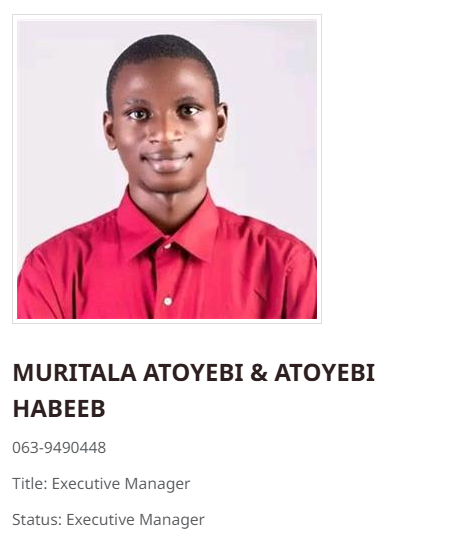 MURITALA ATOYEBI & ATOYEBI
HABEEB
063-9490448
Title: Executive Manager
Status: Executive Manager